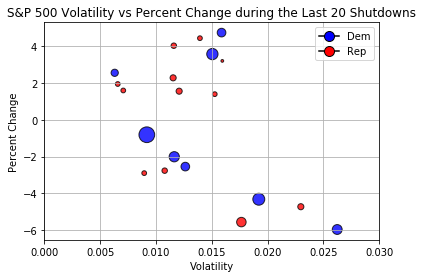 S&P 500 Volatility vs Percent Change during the Last 20 Shutdowns
Dem
Rep
Percent Change
4
2
0
−2
−4
−6
0.000 0.005 0.010 0.015 0.020 0.025 0.030
Volatility